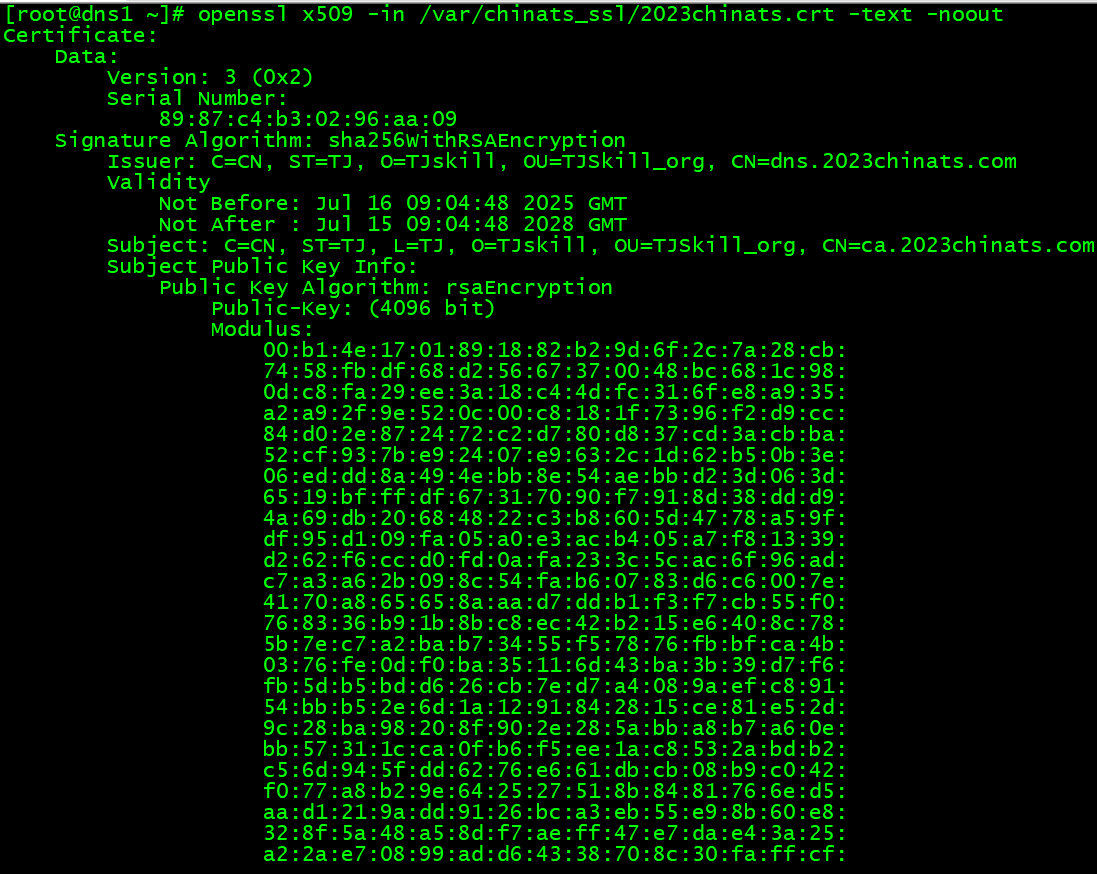 [root@dns1 ~]# openssl x509 -in /var/chinats_ssl/2023chinats.crt -text -noout
Certificate:
    Data:
        Version: 3 (0x2)
        Serial Number:
            89:87:c4:b3:02:96:aa:09
    Signature Algorithm: sha256WithRSAEncryption
        Issuer: C=CN, ST=TJ, O=TJskill, OU=TJSkill_org, CN=dns.2023chinats.com
        Validity
            Not Before: Jul 16 09:04:48 2025 GMT
            Not After : Jul 15 09:04:48 2028 GMT
        Subject: C=CN, ST=TJ, L=TJ, O=TJskill, OU=TJSkill_org, CN=ca.2023chinats.com
        Subject Public Key Info:
            Public Key Algorithm: rsaEncryption
                Public-Key: (4096 bit)
                Modulus:
                    00:b1:4e:17:01:89:18:82:b2:9d:6f:2c:7a:28:cb:
                    74:58:fb:df:68:d2:56:67:37:00:48:bc:68:1c:98:
                    0d:c8:fa:29:ee:3a:18:c4:4d:fc:31:6f:e8:a9:35:
                    a2:a9:2f:9e:52:0c:00:c8:18:1f:73:96:f2:d9:cc:
                    84:d0:2e:87:24:72:c2:d7:80:d8:37:cd:3a:cb:ba:
                    52:cf:93:7b:e9:24:07:e9:63:2c:1d:62:b5:0b:3e:
                    06:ed:dd:8a:49:4e:bb:8e:54:ae:bb:d2:3d:06:3d:
                    65:19:bf:ff:df:67:31:70:90:f7:91:8d:38:dd:d9:
                    4a:69:db:20:68:48:22:c3:b8:60:5d:47:78:a5:9f:
                    df:95:d1:09:fa:05:a0:e3:ac:b4:05:a7:f8:13:39:
                    d2:62:f6:cc:d0:fd:0a:fa:23:3c:5c:ac:6f:96:ad:
                    c7:a3:a6:2b:09:8c:54:fa:b6:07:83:d6:c6:00:7e:
                    41:70:a8:65:65:8a:aa:d7:dd:b1:f3:f7:cb:55:f0:
                    76:83:36:b9:1b:8b:c8:ec:42:b2:15:e6:40:8c:78:
                    5b:7e:c7:a2:ba:b7:34:55:f5:78:76:fb:bf:ca:4b:
                    03:76:fe:0d:f0:ba:35:11:6d:43:ba:3b:39:d7:f6:
                    fb:5d:b5:bd:d6:26:cb:7e:d7:a4:08:9a:ef:c8:91:
                    54:bb:b5:2e:6d:1a:12:91:84:28:15:ce:81:e5:2d:
                    9c:28:ba:98:20:8f:90:2e:28:5a:bb:a8:b7:a6:0e:
                    bb:57:31:1c:ca:0f:b6:f5:ee:1a:c8:53:2a:bd:b2:
                    c5:6d:94:5f:dd:62:76:e6:61:db:cb:08:b9:c0:42:
                    f0:77:a8:b2:9e:64:25:27:51:8b:84:81:76:6e:d5:
                    aa:d1:21:9a:dd:91:26:bc:a3:eb:55:e9:8b:60:e8:
                    32:8f:5a:48:a5:8d:f7:ae:ff:47:e7:da:e4:3a:25:
                    a2:2a:e7:08:99:ad:d6:43:38:70:8c:30:fa:ff:cf: